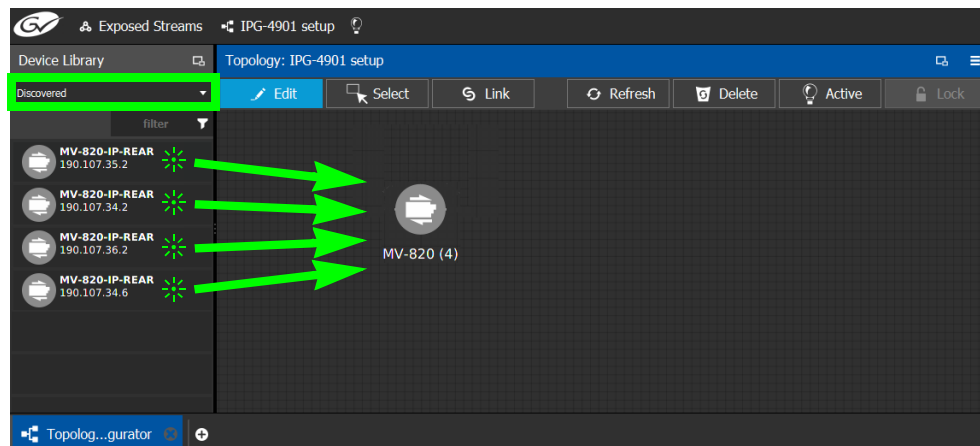 GV Exposed Streams IPG-4901 setup
Device Library
Topology: IPG-4901 setup
Discovered
Edit Select Link Refresh Delete Active Lock
filter
MV-820-IP-REAR
190.107.35.2
MV-820-IP-REAR
190.107.34.2
MV-820-IP-REAR
190.107.36.2
MV-820-IP-REAR
190.107.34.6
MV-820 (4)
Topolog...gurator